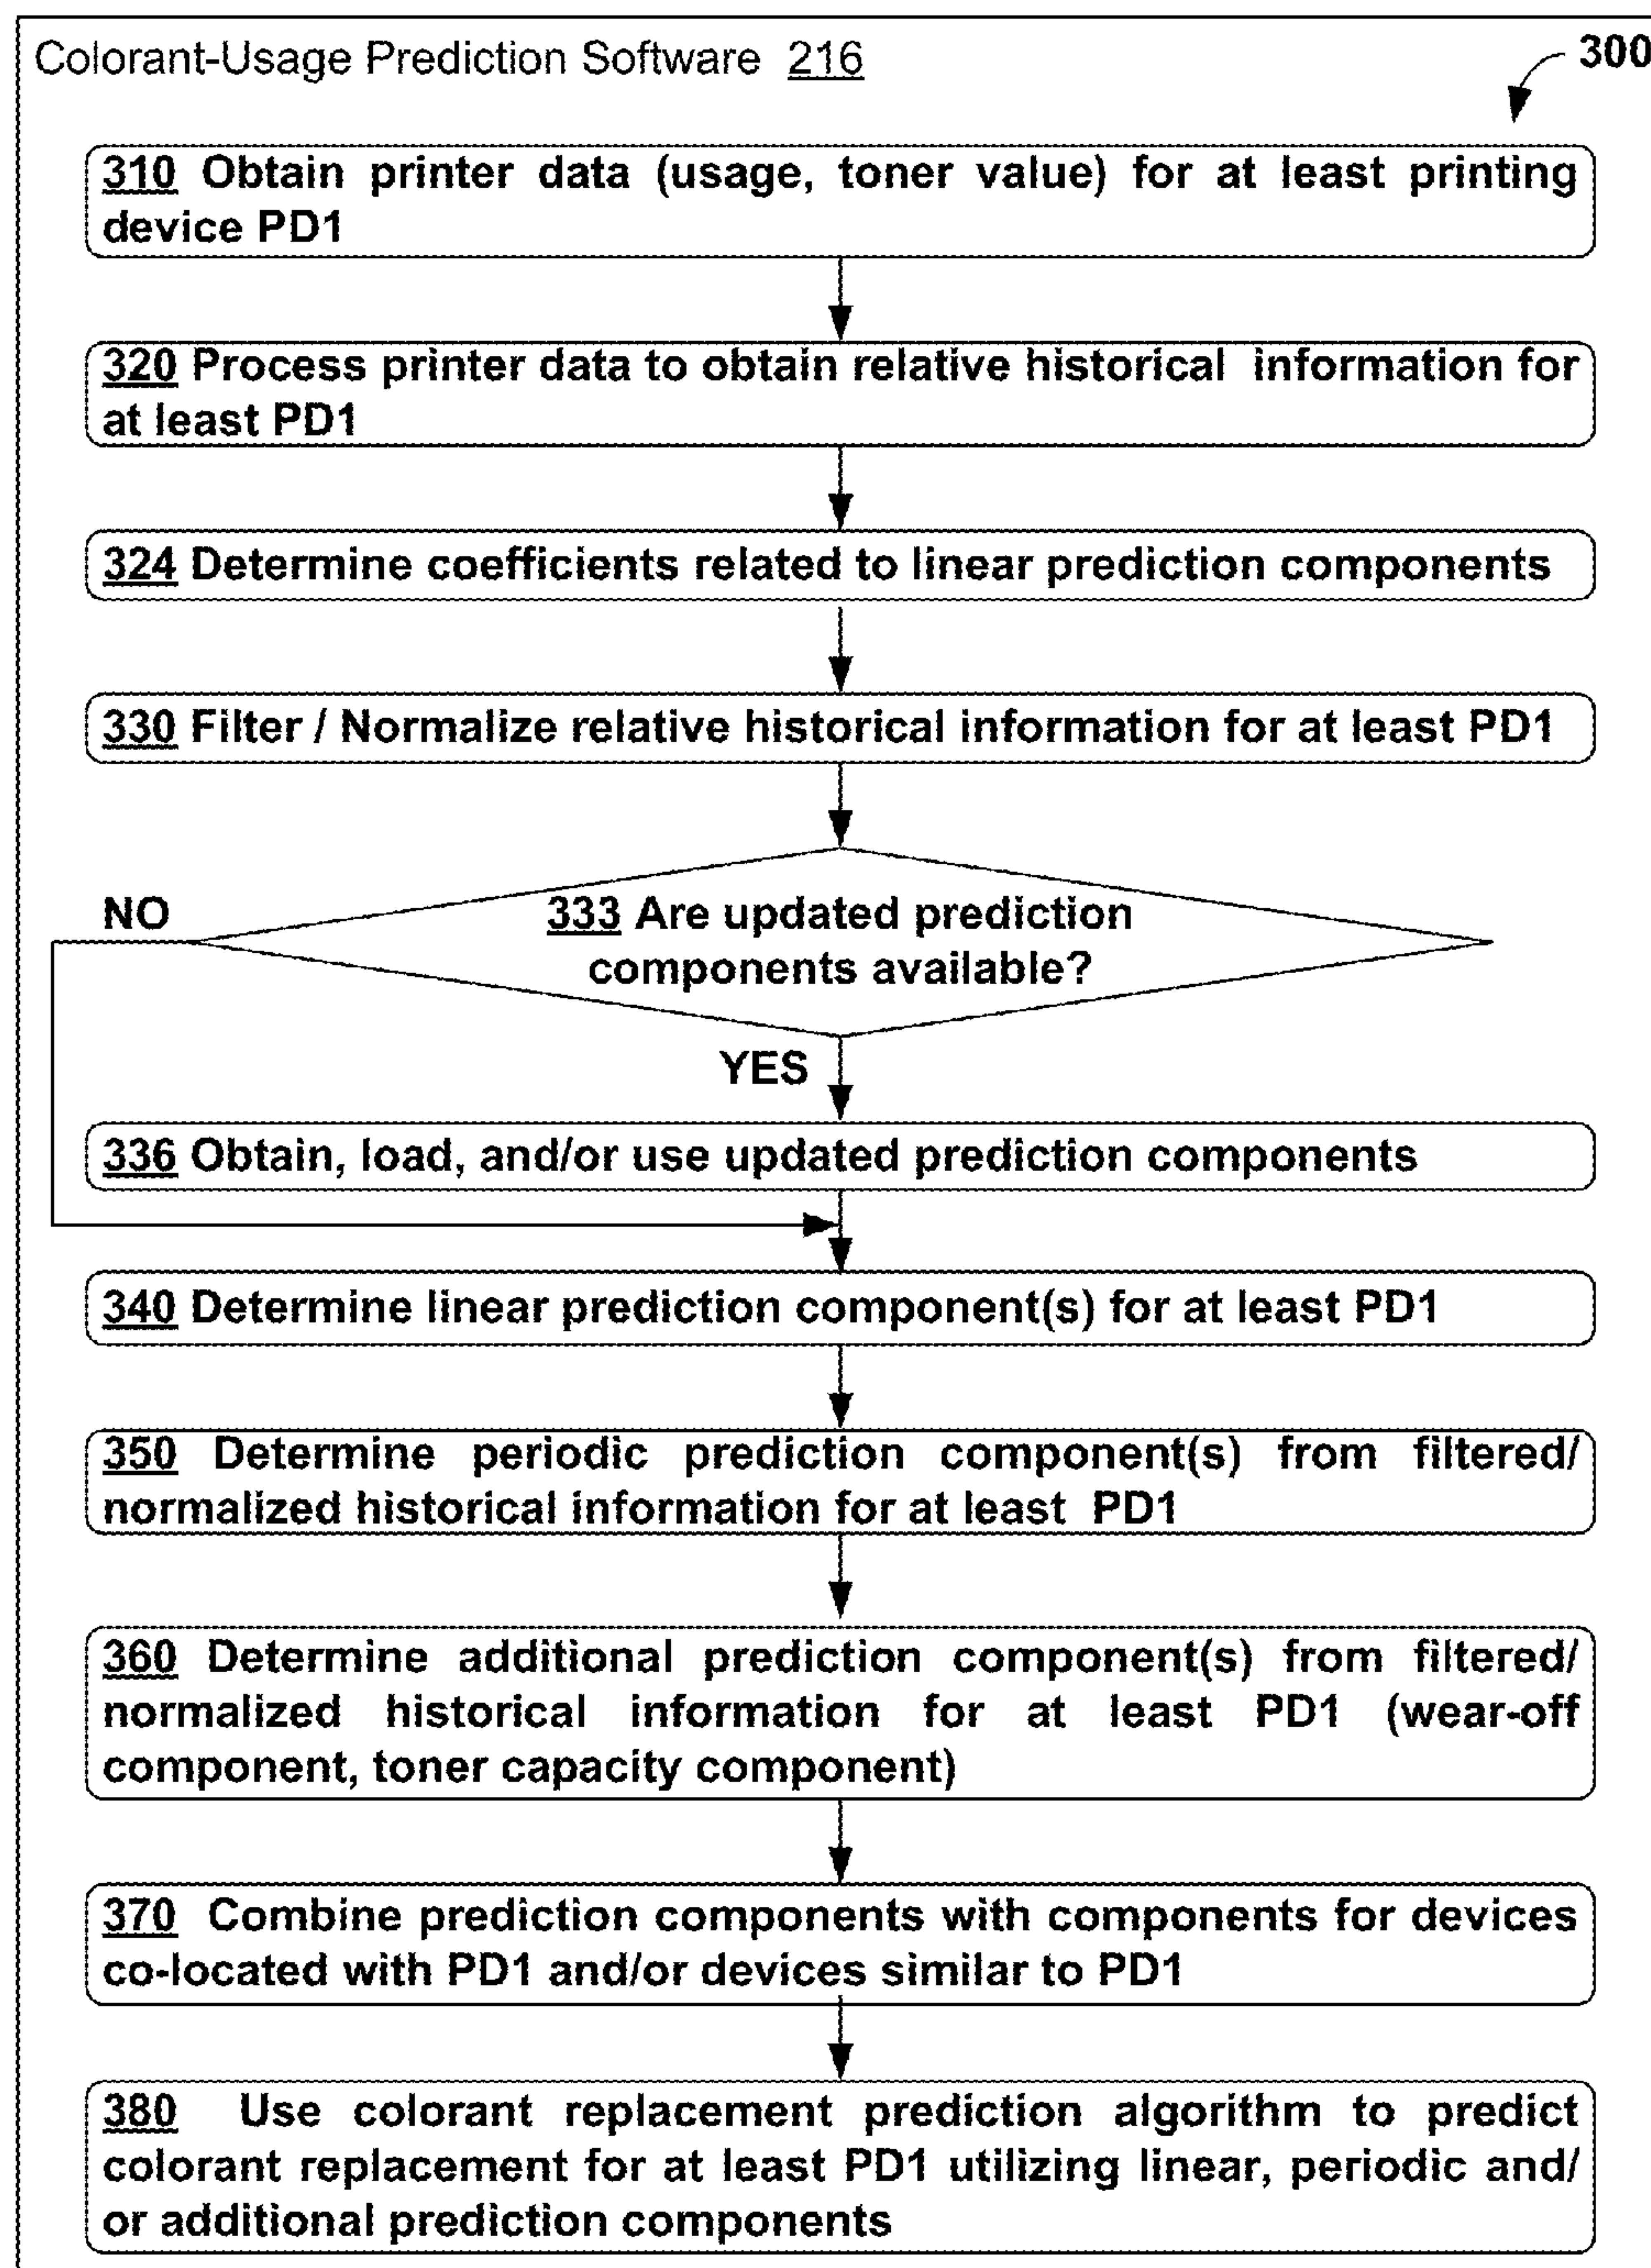 Colorant-Usage Prediction Software 216
300
310 Obtain printer data (usage, toner value) for at least printing
device PD1
320 Process printer data to obtain relative historical information for
at least PD1
324 Determine coefficients related to linear prediction components
330 Filter / Normalize relative historical information for at least PD1
NO
333 Are updated prediction
components available?
YES
336 Obtain, load, and/or use updated prediction components
340 Determine linear prediction component(s) for at least PD1
350 Determine periodic prediction component(s) from filtered/
normalized historical information for at least PD1
360 Determine additional prediction component(s) from filtered/
normalized historical information for at least PD1 (wear-off
component, toner capacity component)
370 Combine prediction components with components for devices
co-located with PD1 and/or devices similar to PD1
380 Use colorant replacement prediction algorithm to predict
colorant replacement for at least PD1 utilizing linear, periodic and/
or additional prediction components